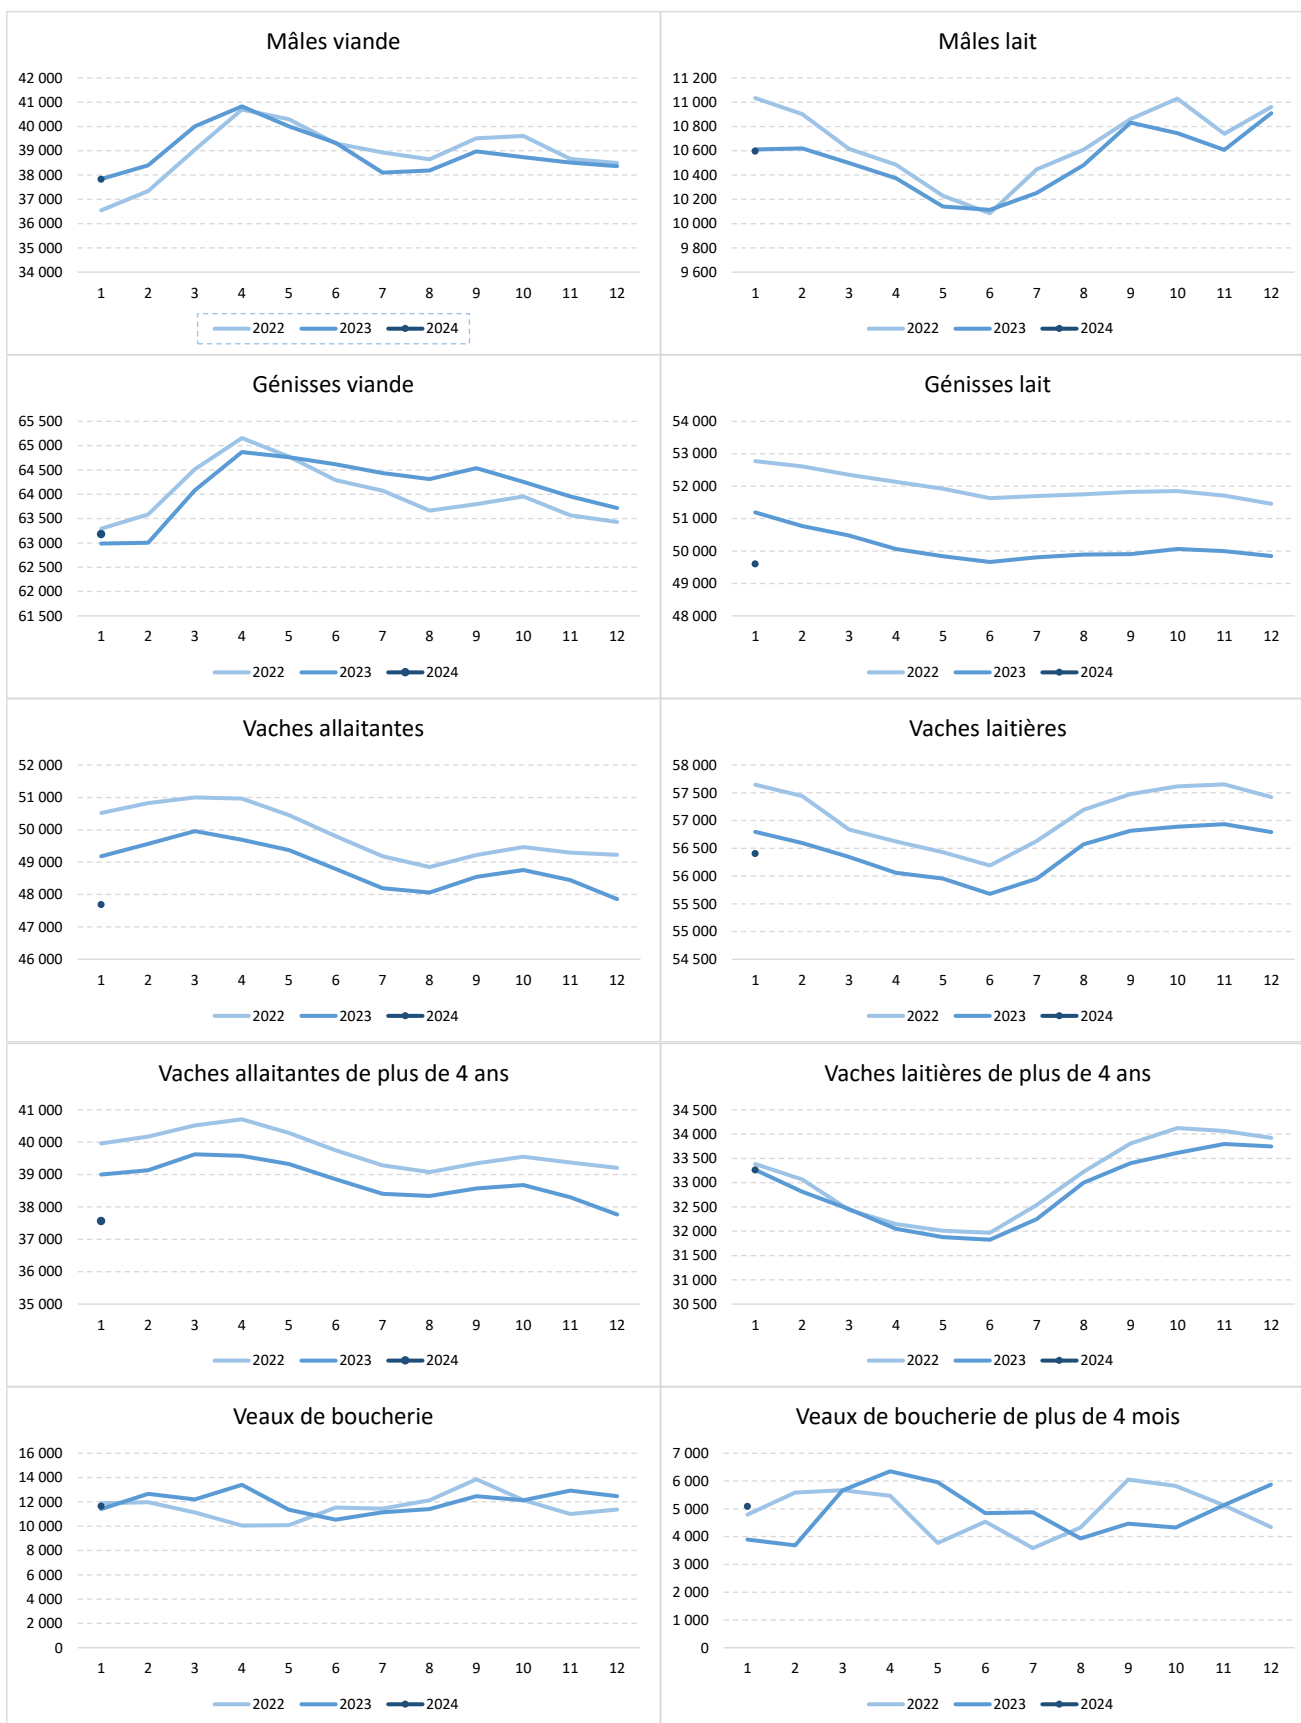 Mâles viande
42 000
41 000
40 000
39 000
38 000
37 000
36 000
35 000
34 000
1 2 3 4 5 6 7 8 9 10 11 12
2022 2023 2024
Mâles lait
11 200
11 000
10 800
10 600
10 400
10 200
10 000
9 800
9 600
1 2 3 4 5 6 7 8 9 10 11 12
2022 2023 2024
Génisses viande
65 500
65 000
64 500
64 000
63 500
63 000
62 500
62 000
61 500
1 2 3 4 5 6 7 8 9 10 11 12
2022 2023 2024
Génisses lait
54 000
53 000
52 000
51 000
50 000
49 000
48 000
1 2 3 4 5 6 7 8 9 10 11 12
2022 2023 2024
Vaches allaitantes
52 000
51 000
50 000
49 000
48 000
47 000
46 000
1 2 3 4 5 6 7 8 9 10 11 12
2022 2023 2024
Vaches laitières
58 000
57 500
57 000
56 500
56 000
55 500
55 000
54 500
1 2 3 4 5 6 7 8 9 10 11 12
2022 2023 2024
Vaches allaitantes de plus de 4 ans
41 000
40 000
39 000
38 000
37 000
36 000
35 000
1 2 3 4 5 6 7 8 9 10 11 12
2022 2023 2024
Vaches laitières de plus de 4 ans
34 500
34 000
33 500
33 000
32 500
32 000
31 500
31 000
30 500
1 2 3 4 5 6 7 8 9 10 11 12
2022 2023 2024
Veaux de boucherie
16 000
14 000
12 000
10 000
8 000
6 000
4 000
2 000
0
1 2 3 4 5 6 7 8 9 10 11 12
2022 2023 2024
Veaux de boucherie de plus de 4 mois
7 000
6 000
5 000
4 000
3 000
2 000
1 000
0
1 2 3 4 5 6 7 8 9 10 11 12
2022 2023 2024